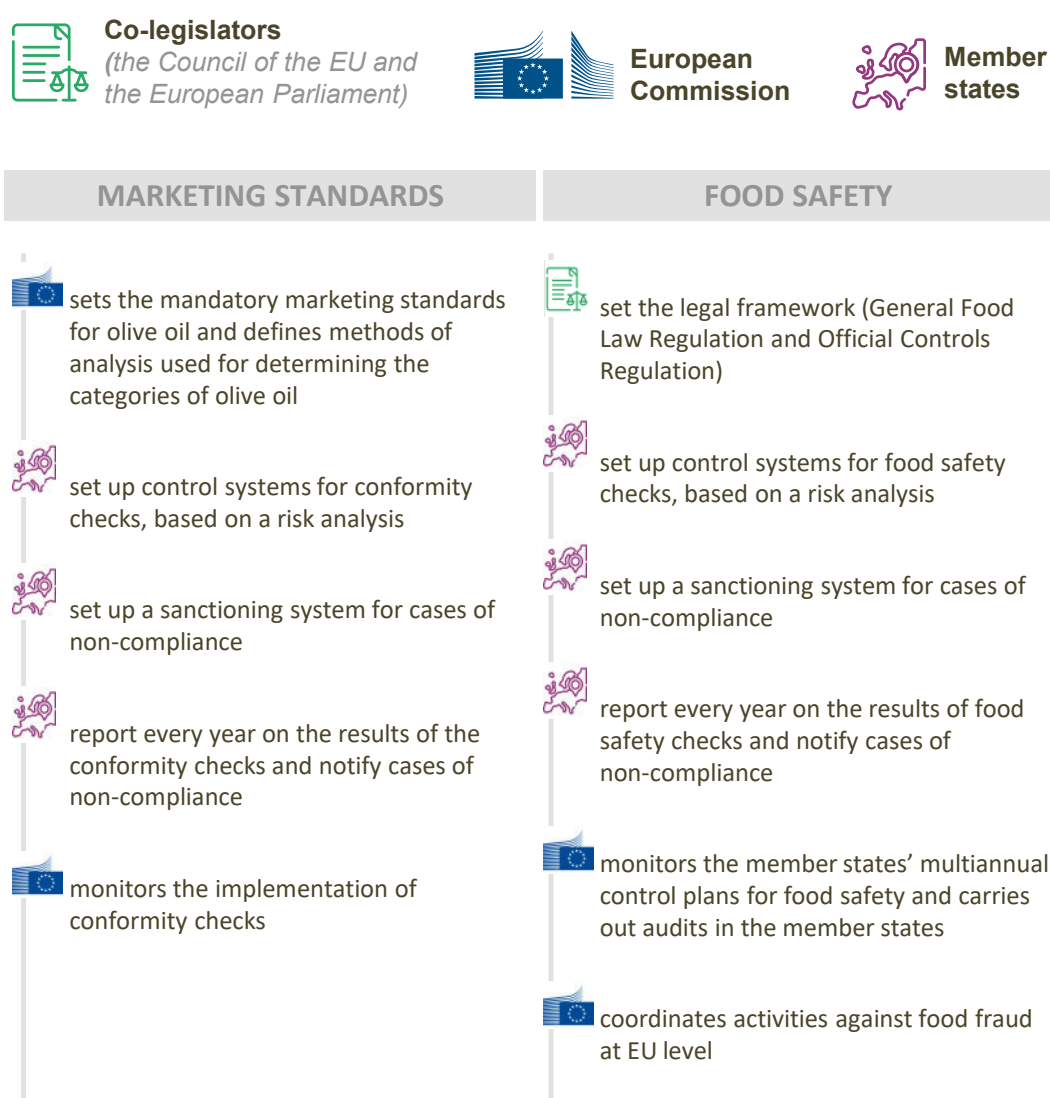 Co-legislators
(the Council of the EU and
the European Parliament)
European
Commission
Member
states
MARKETING STANDARDS
sets the mandatory marketing standards
for olive oil and defines methods of
analysis used for determining the
categories of olive oil
set up control systems for conformity
checks, based on a risk analysis
set up a sanctioning system for cases of
non-compliance
report every year on the results of the
conformity checks and notify cases of
non-compliance
monitors the implementation of
conformity checks
FOOD SAFETY
set the legal framework (General Food
Law Regulation and Official Controls
Regulation)
set up control systems for food safety
checks, based on a risk analysis
set up a sanctioning system for cases of
non-compliance
report every year on the results of food
safety checks and notify cases of
non-compliance
monitors the member states’ multiannual
control plans for food safety and carries
out audits in the member states
coordinates activities against food fraud
at EU level